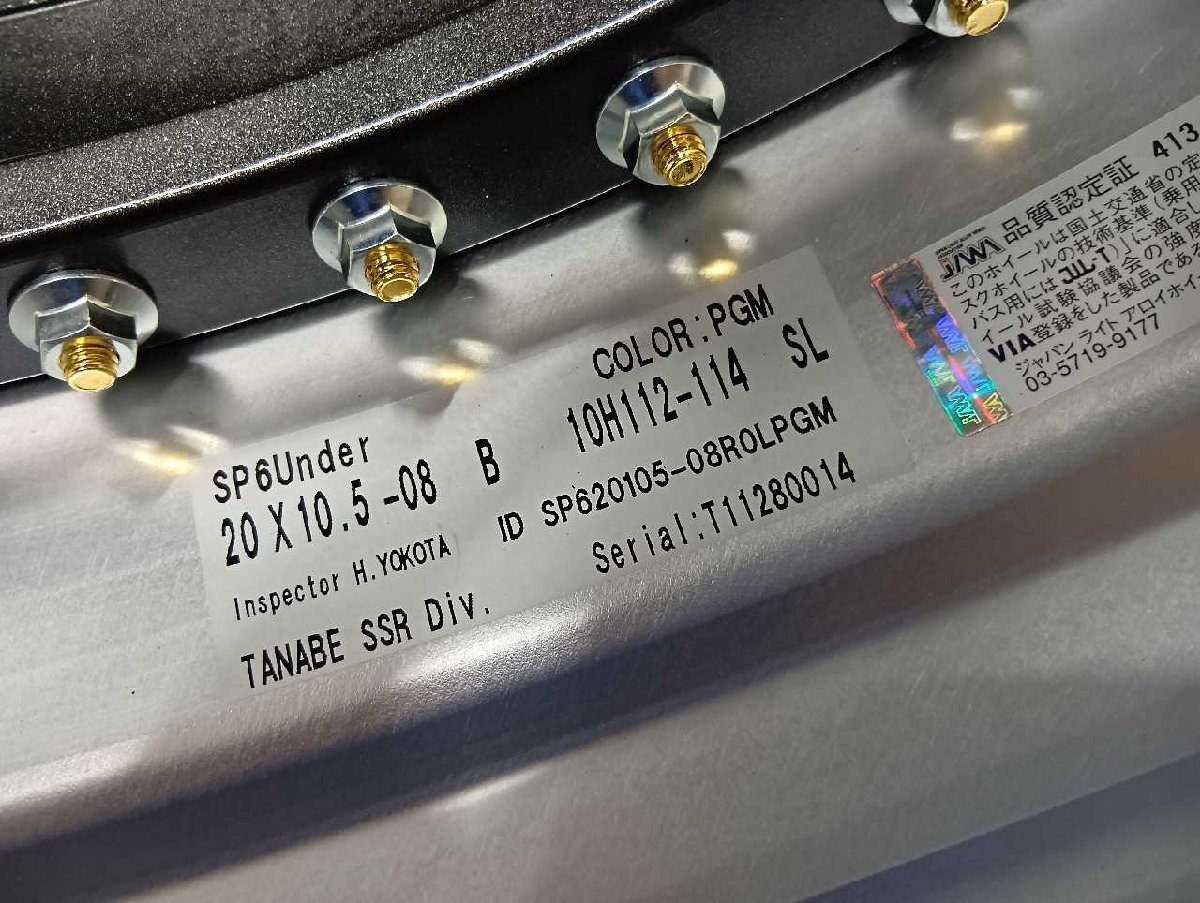 COLOR:PGM
SP6Under
20X10.5-08 B 10H112-114 SL
Inspector H.YOKOTA ID SP620105-08R0LPGM
TANABE SSR Div. Serial:T11280014
JAWA 品質認定証 413
このホイールは国土交通省の定
スクホイールの技術基準(乗用
バス用にはJWL-T)」に適合し
イール試験協議会の強度
VIA登録をした製品である
ジャパン ライト アロイホイ
03-5719-9177